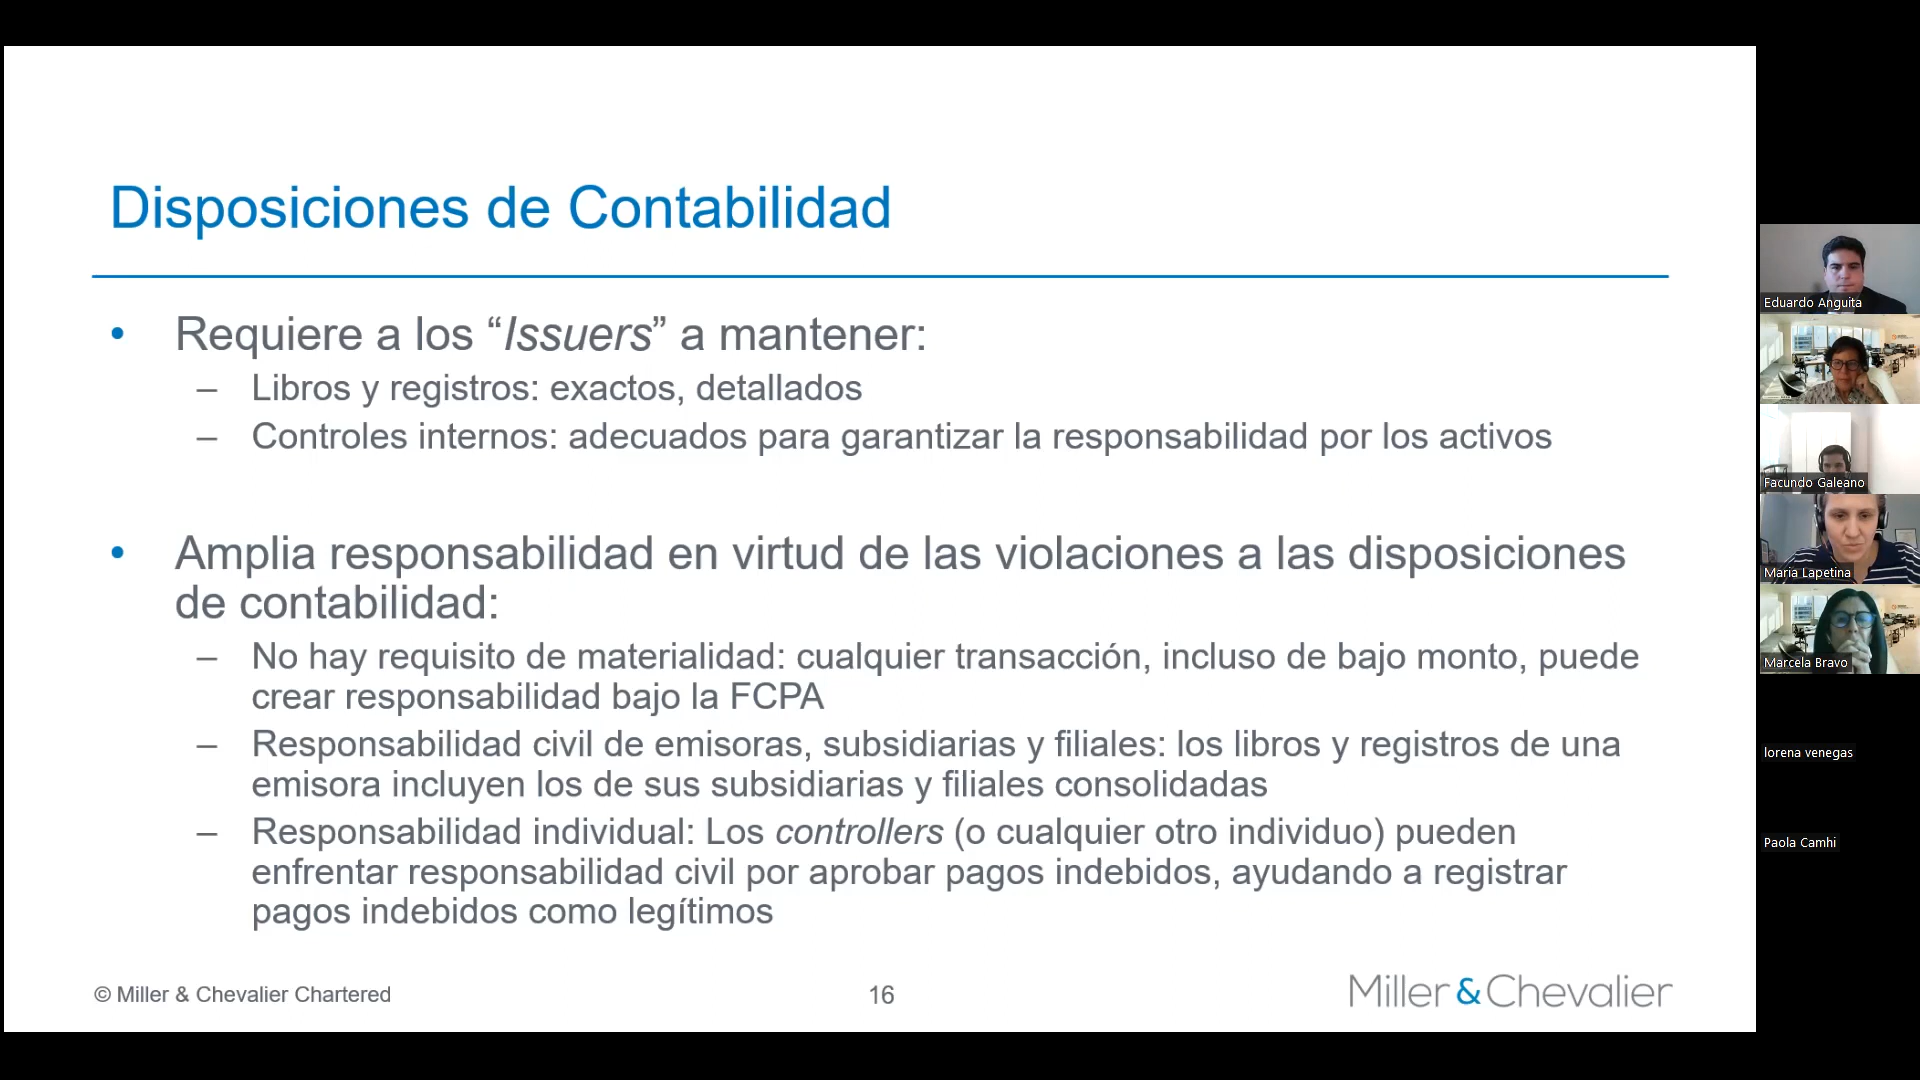 Disposiciones de Contabilidad
• Requiere a los “Issuers” a mantener:
– Libros y registros: exactos, detallados
– Controles internos: adecuados para garantizar la responsabilidad por los activos
• Amplia responsabilidad en virtud de las violaciones a las disposiciones
de contabilidad:
– No hay requisito de materialidad: cualquier transacción, incluso de bajo monto, puede
crear responsabilidad bajo la FCPA
– Responsabilidad civil de emisoras, subsidiarias y filiales: los libros y registros de una
emisora incluyen los de sus subsidiarias y filiales consolidadas
– Responsabilidad individual: Los controllers (o cualquier otro individuo) pueden
enfrentar responsabilidad civil por aprobar pagos indebidos, ayudando a registrar
pagos indebidos como legítimos
© Miller & Chevalier Chartered
16
Miller & Chevalier
Eduardo Anguita
Facundo Galeano
Maria Lapetina
Marcela Bravo
lorena venegas
Paola Camhi